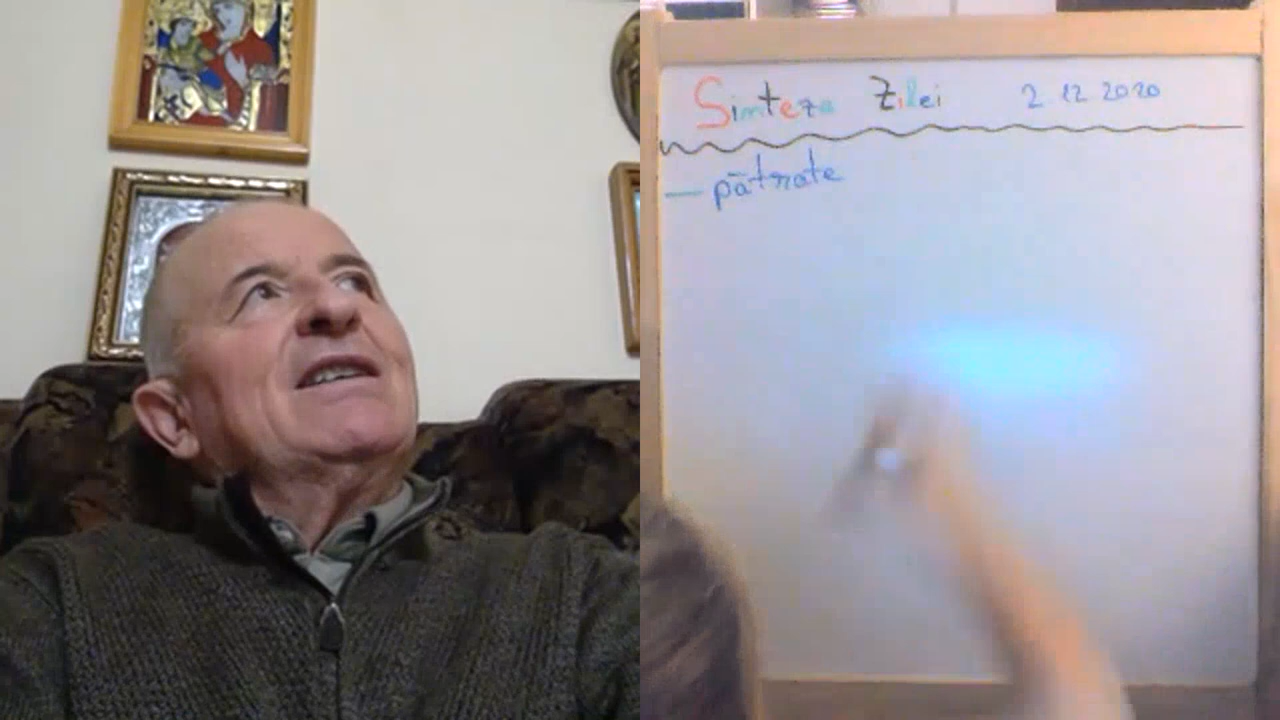 Sinteza Zilei 2.12 2020
— pătrate